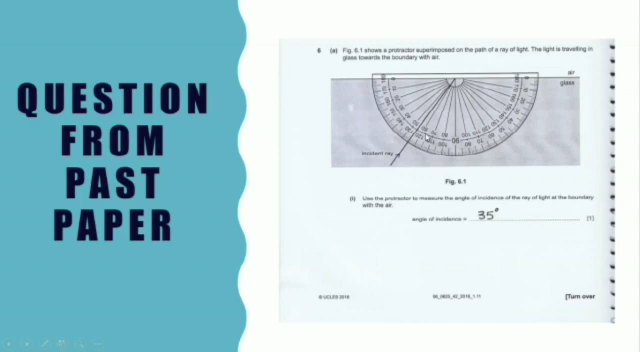 QUESTION
FROM
PAST
PAPER
6 (a) Fig. 6.1 shows a protractor superimposed on the path of a ray of light. The light is travelling in
glass towards the boundary with air.
air
glass
90
incident ray
Fig. 6.1
(i) Use the protractor to measure the angle of incidence of the ray of light at the boundary
with the air.
angle of incidence = 35° [1]
© UCLES 2016
[Turn over